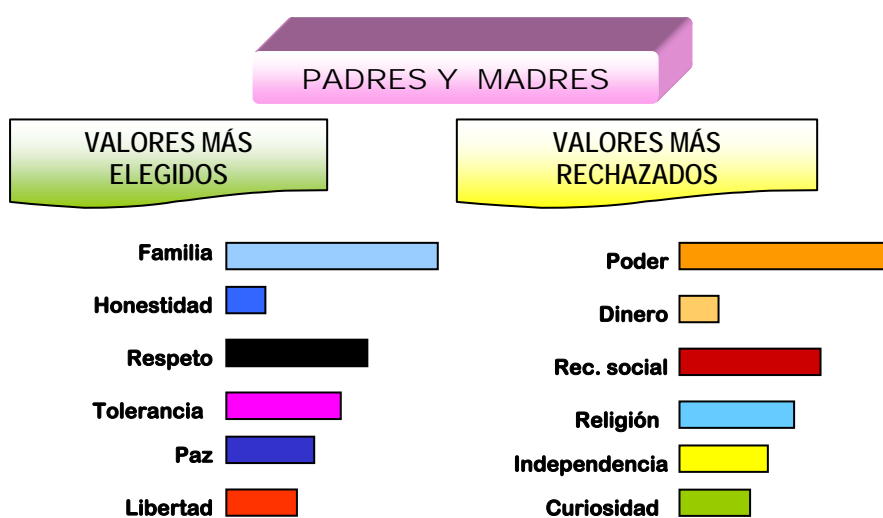 PADRES Y MADRES
VALORES MÁS
ELEGIDOS
Familia
Honestidad
Respeto
Tolerancia
Paz
Libertad
VALORES MÁS
RECHAZADOS
Poder
Dinero
Rec. social
Religión
Independencia
Curiosidad